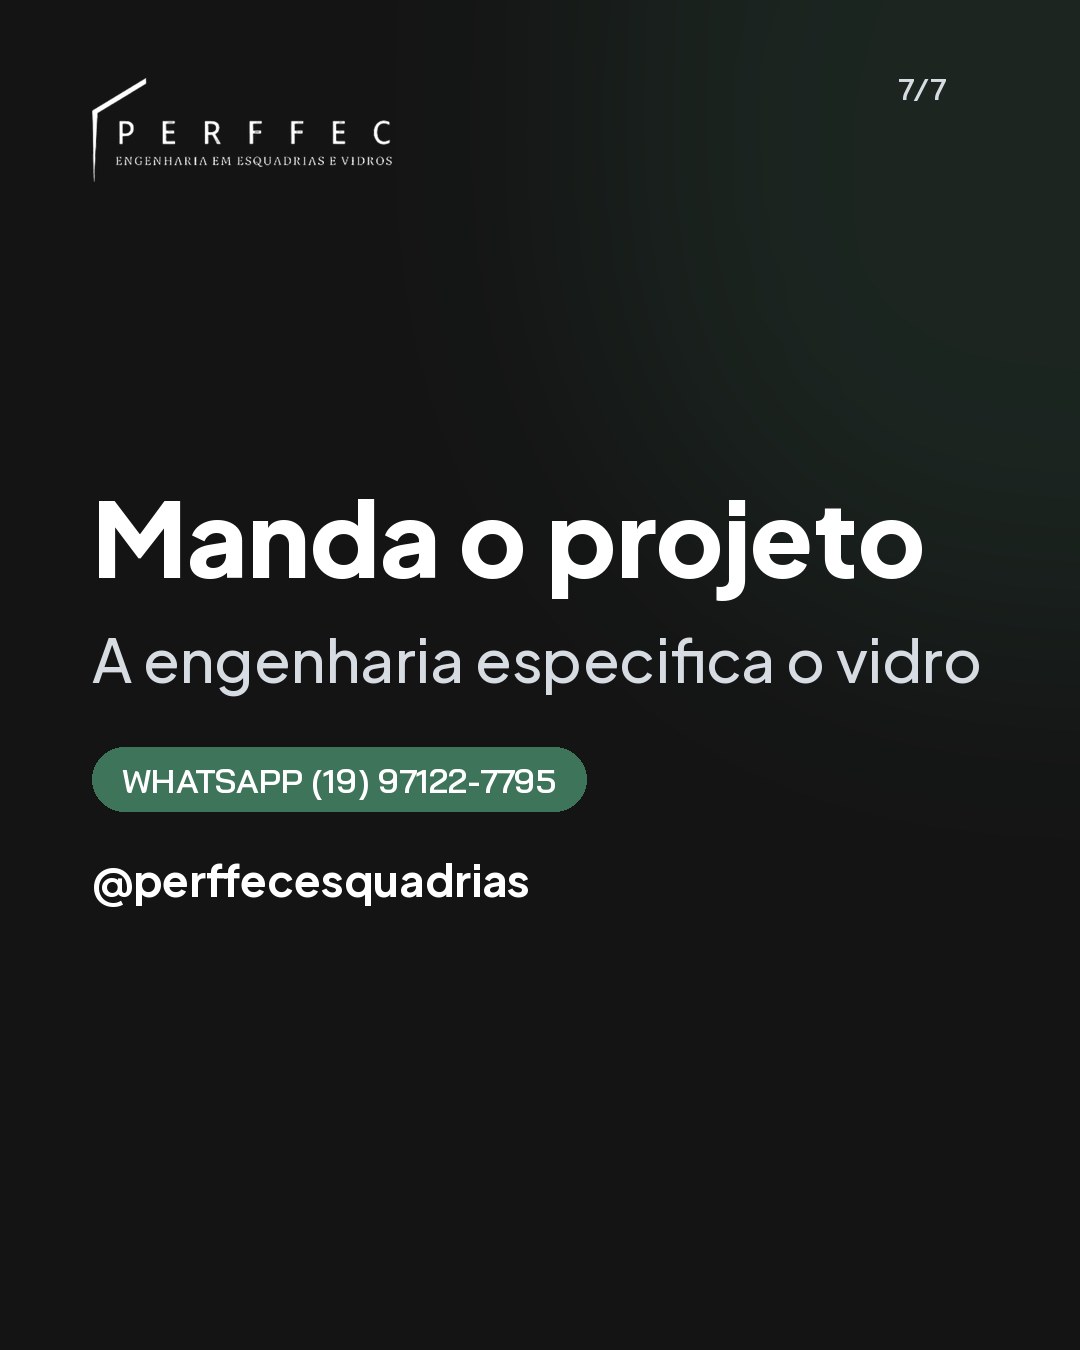 PERFFEC
ENGENHARIA EM ESQUADRIAS E VIDROS
7/7
Manda o projeto
A engenharia especifica o vidro
WHATSAPP (19) 97122-7795
@perffecesquadrias